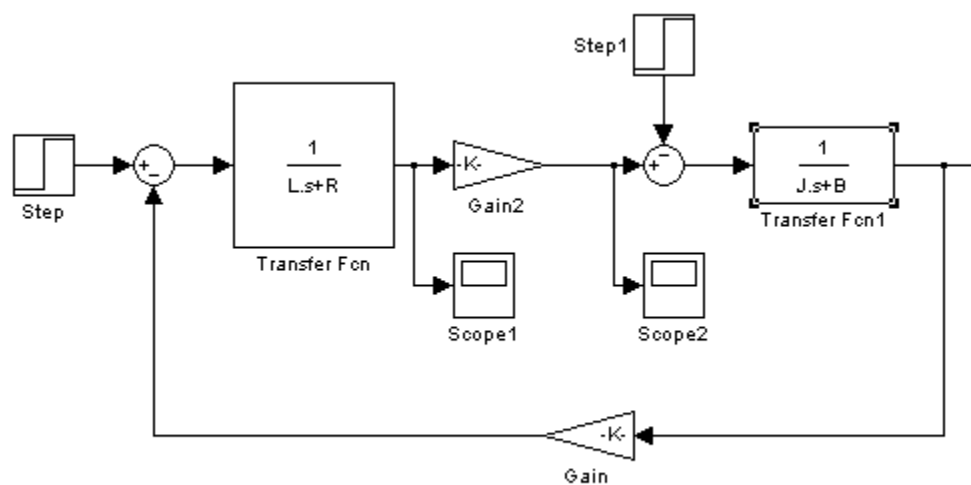 Step1
1
L.s+R
-K-
1
J.s+B
Step
Gain2
Transfer Fcn1
Transfer Fcn
Scope1
Scope2
-K-
Gain